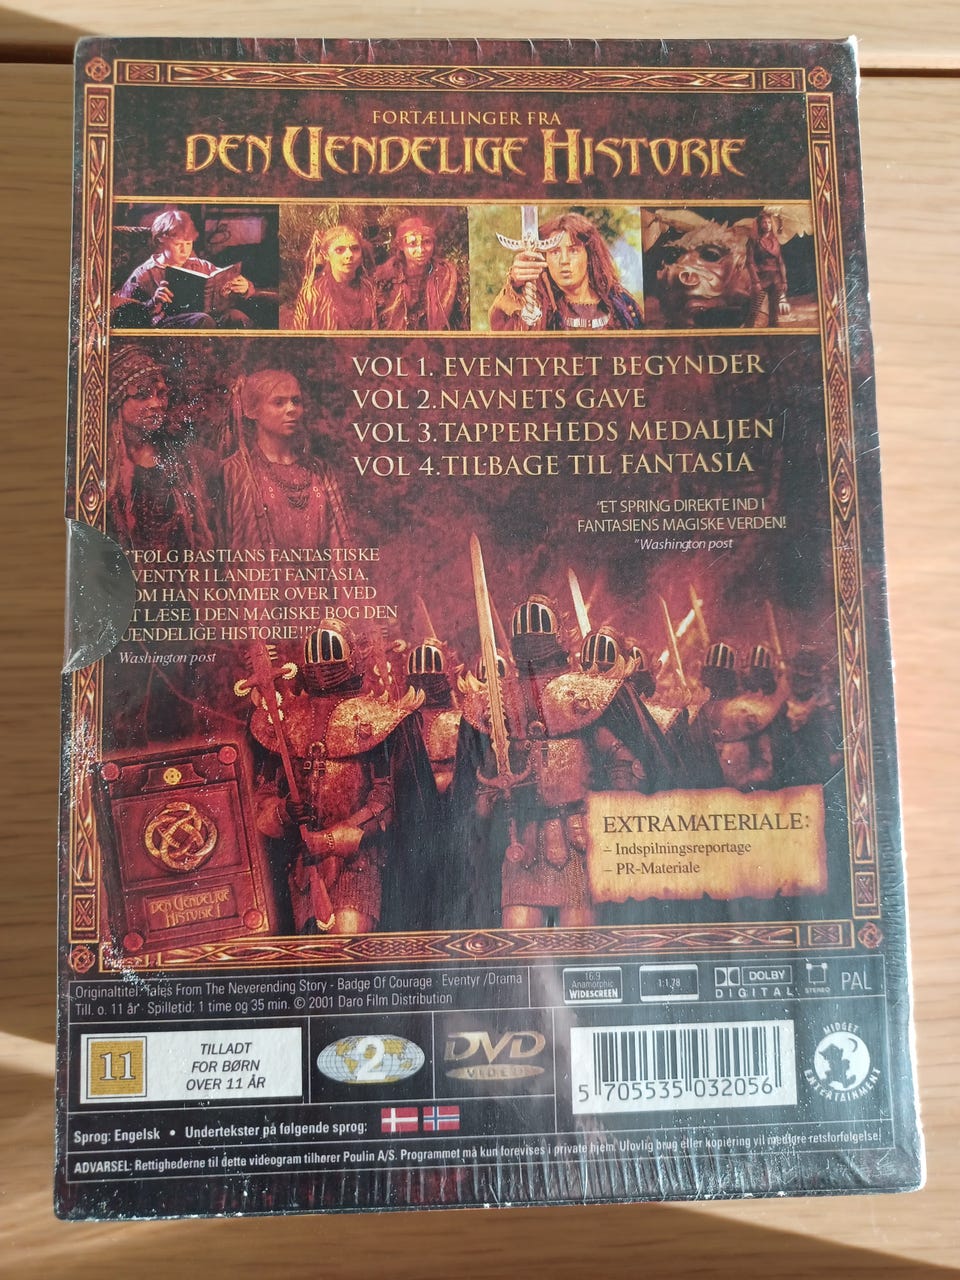 FORTÆLLINGER FRA
DEN UENDELIGE HISTORIE
VOL 1. EVENTYRET BEGYNDER
VOL 2.NAVNETS GAVE
VOL 3.TAPPERHEDS MEDALJEN
VOL 4.TILBAGE TIL FANTASIA
"ET SPRING DIREKTE IND I
FANTASIENS MAGISKE VERDEN!
"Washington post
"FØLG BASTIANS FANTASTISKE
VENTYR I LANDET FANTASIA,
OM HAN KOMMER OVER I VED
T LÆSE I DEN MAGISKE BOG DEN
UENDELIGE HISTORIE!!"
Washington post
DEN UENDELIGE
HISTORIE
EXTRAMATERIALE:
– Indspilningsreportage
– PR-Materiale
Originaltitel: Tales From The Neverending Story - Badge Of Courage · Eventyr /Drama
Till. o. 11 år · Spilletid: 1 time og 35 min. © 2001 Daro Film Distribution
16:9
Anamorphic
WIDESCREEN
1:1,78
DOLBY
DIGITAL
STEREO
PAL
11
TILLADT
FOR BØRN
OVER 11 ÅR
2
DVD
VIDEO
5 705535 032056
MIDGET
ENTERTAINMENT
Sprog: Engelsk • Undertekster på følgende sprog:
ADVARSEL: Rettighederne til dette videogram tilhører Poulin A/S. Programmet må kun forevises i private hjem. Ulovlig brug eller kopiering vil medføre retsforfølgelse!